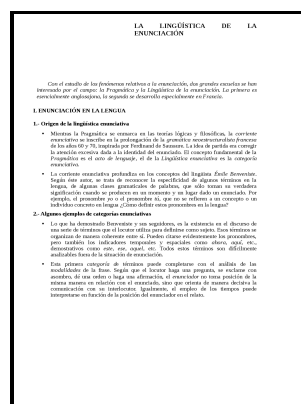 LA LINGÜÍSTICA DE LA
ENUNCIACIÓN
Con el estudio de los fenómenos relativos a la enunciación, dos grandes escuelas se han
interesado por el campo: la Pragmática y la Lingüística de la enunciación. La primera es
esencialmente anglosajona, la segunda se desarrolla especialmente en Francia.
I. ENUNCIACIÓN EN LA LENGUA
1.- Origen de la lingüística enunciativa
• Mientras la Pragmática se enmarca en las teorías lógicas y filosóficas, la corriente
enunciativa se inscribe en la prolongación de la gramática neoestructuralista francesa
de los años 60 y 70, inspirada por Ferdinand de Saussure. La idea de partida era corregir
la atención excesiva dada a la identidad del enunciado. El concepto fundamental de la
Pragmática es el acto de lenguaje, el de la Lingüística enunciativa es la categoría
enunciativa.
• La corriente enunciativa profundiza en los conceptos del lingüista Émile Benveniste.
Según éste autor, se trata de reconocer la especificidad de algunos términos en la
lengua, de algunas clases gramaticales de palabras, que sólo toman su verdadera
significación cuando se producen en un momento y un lugar dado un enunciado. Por
ejemplo, el pronombre yo o el pronombre tú, que no se refieren a un concepto o un
individuo concreto en lengua ¿Cómo definir estos pronombres en la lengua?
2.- Algunos ejemplos de categorías enunciativas
• Lo que ha demostrado Benveniste y sus seguidores, es la existencia en el discurso de
una serie de términos que el locutor utiliza para definirse como sujeto. Esos términos se
organizan de manera coherente entre sí. Pueden citarse evidentemente los pronombres,
pero también los indicadores temporales y espaciales como ahora, aquí, etc.,
demostrativos como este, ese, aquel, etc. Todos estos términos son difícilmente
analizables fuera de la situación de enunciación.
• Esta primera categoría de términos puede completarse con el análisis de las
modalidades de la frase. Según que el locutor haga una pregunta, se exclame con
asombro, dé una orden o haga una afirmación, el enunciador no toma posición de la
misma manera en relación con el enunciado, sino que orienta de manera decisiva la
comunicación con su interlocutor. Igualmente, el empleo de los tiempos puede
interpretarse en función de la posición del enunciador en el relato.